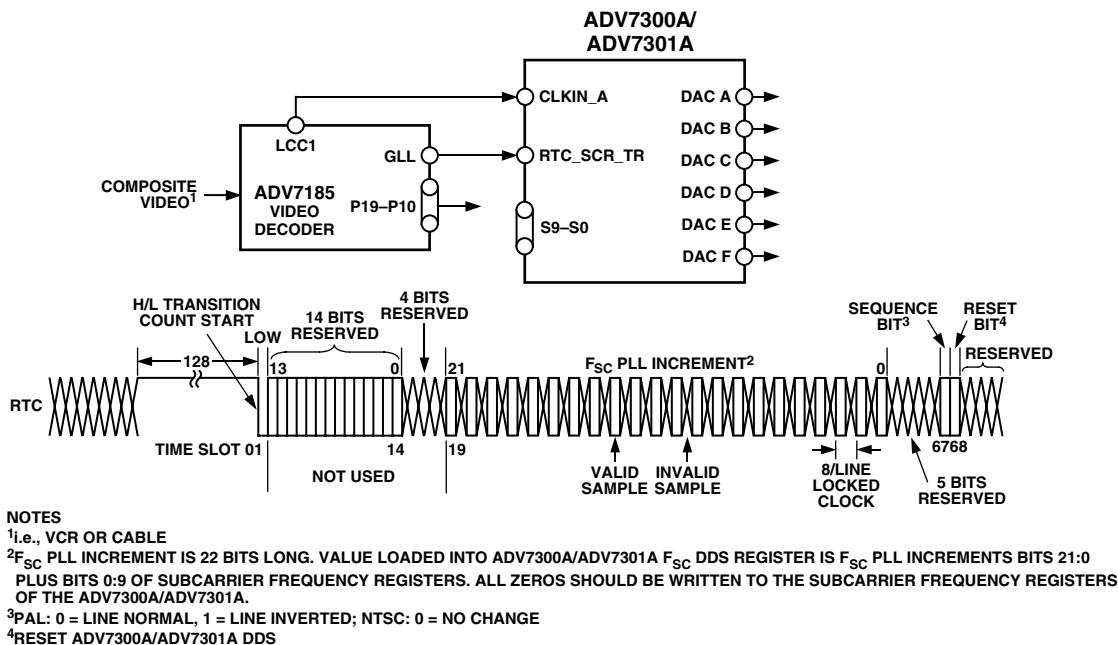 ADV7300A/
ADV7301A
CLKIN_A
DAC A
DAC B
LCC1
GLL
RTC_SCR_TR
DAC C
COMPOSITE
VIDEO1
ADV7185
VIDEO
DECODER
P19–P10
DAC D
S9–S0
DAC E
DAC F
H/L TRANSITION
COUNT START
LOW
14 BITS
RESERVED
4 BITS
RESERVED
SEQUENCE
BIT3
RESET
BIT4
RESERVED
128
13
0
21
FSC PLL INCREMENT2
0
RTC
TIME SLOT 01
14
19
6768
NOT USED
VALID
SAMPLE
INVALID
SAMPLE
8/LINE
LOCKED
CLOCK
5 BITS
RESERVED
NOTES
1i.e., VCR OR CABLE
2FSC PLL INCREMENT IS 22 BITS LONG. VALUE LOADED INTO ADV7300A/ADV7301A FSC DDS REGISTER IS FSC PLL INCREMENTS BITS 21:0
PLUS BITS 0:9 OF SUBCARRIER FREQUENCY REGISTERS. ALL ZEROS SHOULD BE WRITTEN TO THE SUBCARRIER FREQUENCY REGISTERS
OF THE ADV7300A/ADV7301A.
3PAL: 0 = LINE NORMAL, 1 = LINE INVERTED; NTSC: 0 = NO CHANGE
4RESET ADV7300A/ADV7301A DDS